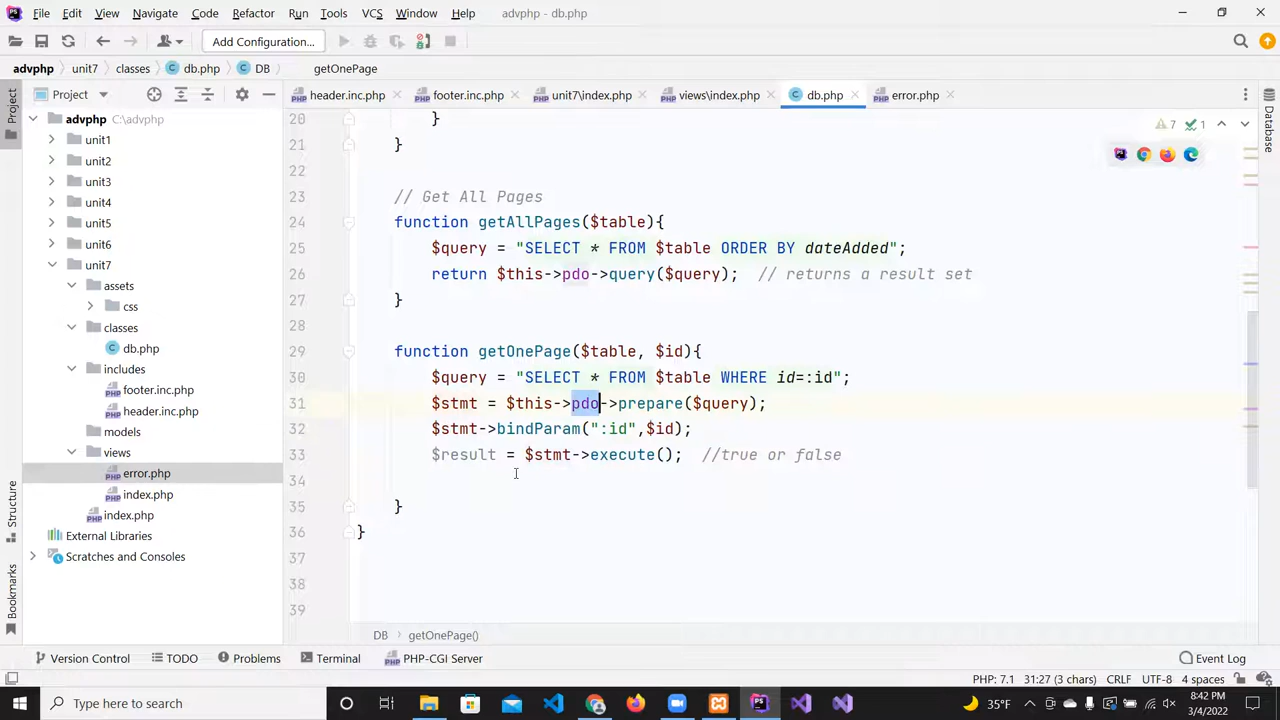 PS File Edit View Navigate Code Refactor Run Tools VCS Window Help advphp - db.php
Add Configuration...
advphp unit7 classes db.php DB getOnePage
Project
header.inc.php footer.inc.php unit7\index.php views\index.php db.php error.php
advphp C:\advphp
unit1
unit2
unit3
unit4
unit5
unit6
unit7
assets
css
classes
db.php
includes
footer.inc.php
header.inc.php
models
views
error.php
index.php
index.php
External Libraries
Scratches and Consoles
Project
Structure
Bookmarks
Database
7 1
20 }
21 }
22
23 // Get All Pages
24 function getAllPages($table){
25 $query = "SELECT * FROM $table ORDER BY dateAdded";
26 return $this->pdo->query($query); // returns a result set
27 }
28
29 function getOnePage($table, $id){
30 $query = "SELECT * FROM $table WHERE id=:id";
31 $stmt = $this->pdo->prepare($query);
32 $stmt->bindParam(":id",$id);
33 $result = $stmt->execute(); //true or false
35 }
36 }
37
38
39
DB getOnePage()
Version Control TODO Problems Terminal PHP-CGI Server Event Log
PHP: 7.1 31:27 (3 chars) CRLF UTF-8 4 spaces
Type here to search
35°F
8:42 PM
3/4/2022